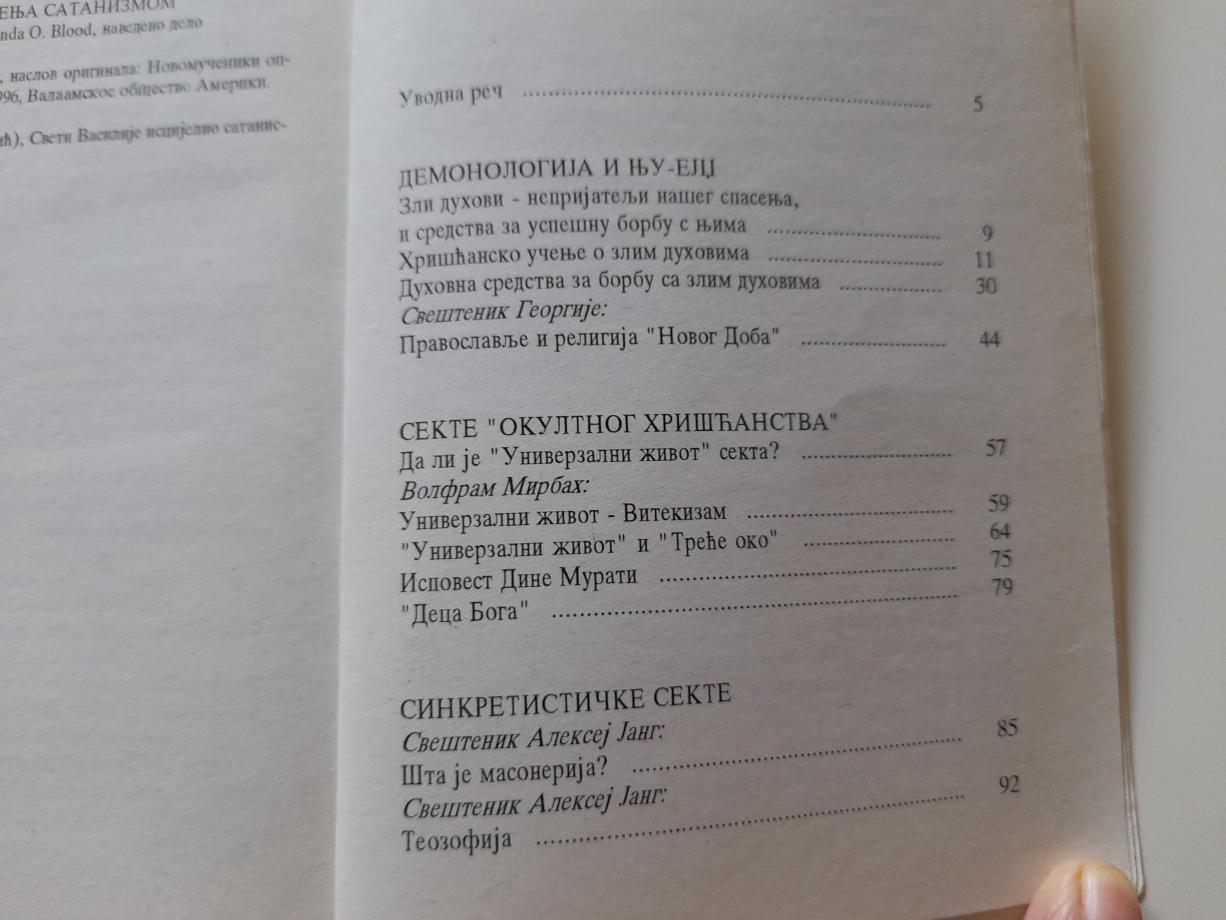 ЕЊА САТАНИЗМОМ
nda O. Blood, наведено дело
, наслов оригинала: Новомученики оп-
996, Валаамское общество Америки.
ић), Свети Василије исцијелио сатанис-
Уводна реч ........ 5
ДЕМОНОЛОГИЈА И ЊУ-ЕЈЏ
Зли духови - непријатељи нашег спасења,
и средства за успешну борбу с њима ........ 9
Хришћанско учење о злим духовима ........ 11
Духовна средства за борбу са злим духовима ........ 30
Свештеник Георгије:
Православље и религија "Новог Доба" ........ 44
СЕКТЕ "ОКУЛТНОГ ХРИШЋАНСТВА"
Да ли је "Универзални живот" секта? ........ 57
Волфрам Мирбах:
Универзални живот - Витекизам ........ 59
"Универзални живот" и "Треће око" ........ 64
Исповест Дине Мурати ........ 75
"Деца Бога" ........ 79
СИНКРЕТИСТИЧКЕ СЕКТЕ
Свештеник Алексеј Јанг:
Шта је масонерија? ........ 85
Свештеник Алексеј Јанг:
Теозофија ........ 92